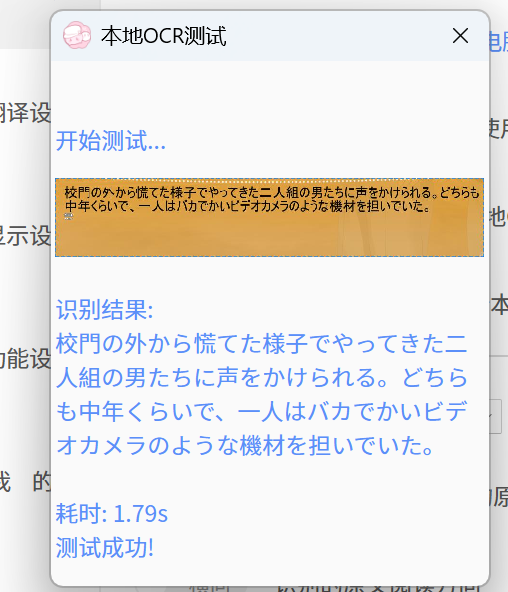 本地OCR测试
电脑
翻译设
开始测试...
使用
校門の外から慌てた様子でやってきた二人組の男たちに声をかけられる。どちらも
中年くらいで、一人はバカでかいビデオカメラのような機材を担いでいた。
显示设
地
识别结果:
本
校門の外から慌てた様子でやってきた二
功能设
人組の男たちに声をかけられる。どちら
も中年くらいで、一人はバカでかいビデ
オカメラのような機材を担いでいた。
我 的
的原
耗时: 1.79s
测试成功!